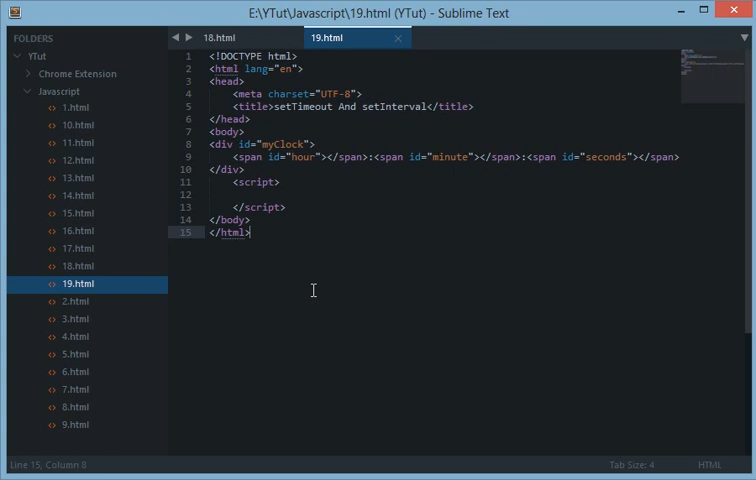 E:\YTut\Javascript\19.html (YTut) - Sublime Text
FOLDERS
YTut
Chrome Extension
Javascript
1.html
10.html
11.html
12.html
13.html
14.html
15.html
16.html
17.html
18.html
19.html
2.html
3.html
4.html
5.html
6.html
7.html
8.html
9.html
18.html
19.html
1 <!DOCTYPE html>
2 <html lang="en">
3 <head>
4 <meta charset="UTF-8">
5 <title>setTimeout And setInterval</title>
6 </head>
7 <body>
8 <div id="myClock">
9 <span id="hour"></span>:<span id="minute"></span>:<span id="seconds"></span>
10 </div>
11 <script>
12
13 </script>
14 </body>
15 </html>
Line 15, Column 8
Tab Size: 4
HTML